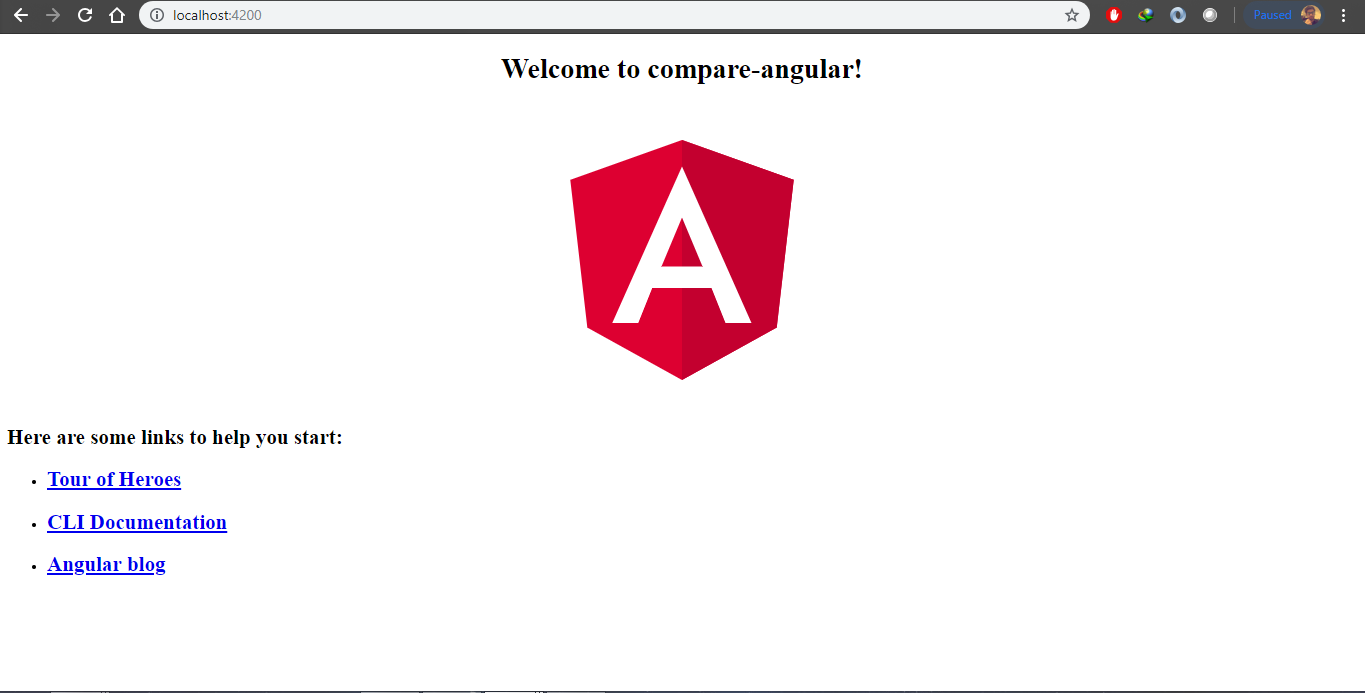 localhost:4200
Paused
Welcome to compare-angular!
A
Here are some links to help you start:
Tour of Heroes
CLI Documentation
Angular blog